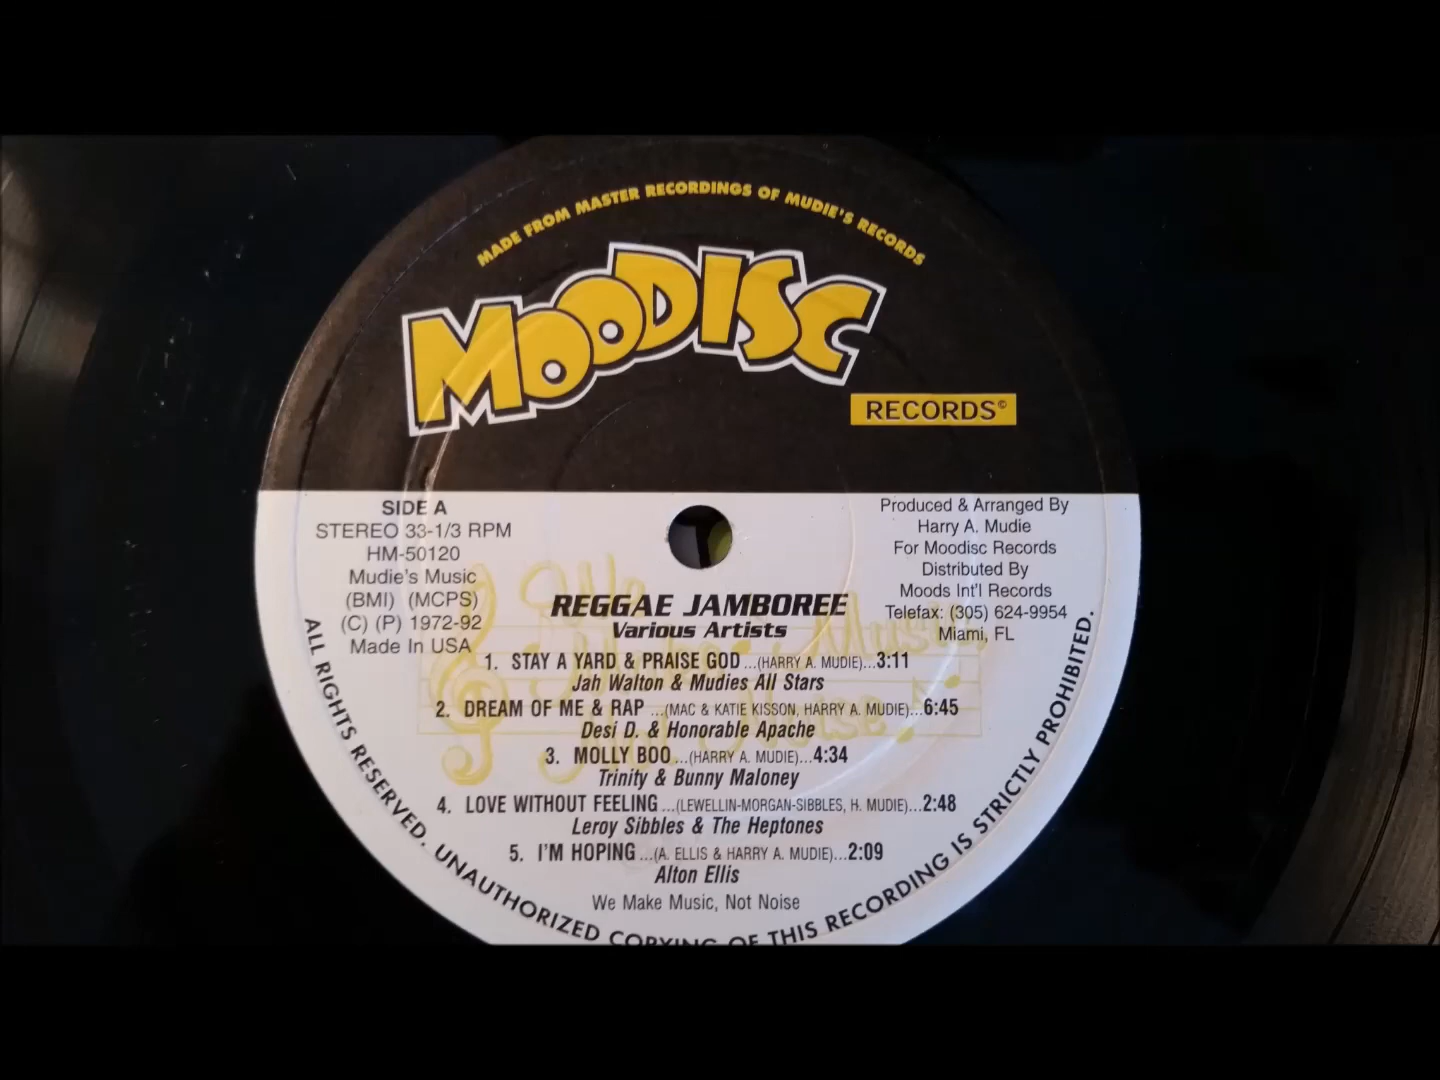 MADE FROM MASTER RECORDINGS OF MUDIE'S RECORDS
MOODISC
RECORDS©
SIDE A
STEREO 33-1/3 RPM
HM-50120
Mudie's Music
(BMI) (MCPS)
(C) (P) 1972-92
Made In USA
Produced & Arranged By
Harry A. Mudie
For Moodisc Records
Distributed By
Moods Int'l Records
Telefax: (305) 624-9954
Miami, FL
We Make Music, Not Noise
REGGAE JAMBOREE
Various Artists
1. STAY A YARD & PRAISE GOD ...(HARRY A. MUDIE)...3:11
Jah Walton & Mudies All Stars
2. DREAM OF ME & RAP ...(MAC & KATIE KISSON, HARRY A. MUDIE)...6:45
Desi D. & Honorable Apache
3. MOLLY BOO ...(HARRY A. MUDIE)...4:34
Trinity & Bunny Maloney
4. LOVE WITHOUT FEELING ...(LEWELLIN-MORGAN-SIBBLES, H. MUDIE)...2:48
Leroy Sibbles & The Heptones
5. I'M HOPING ...(A. ELLIS & HARRY A. MUDIE)...2:09
Alton Ellis
We Make Music, Not Noise
ALL RIGHTS RESERVED. UNAUTHORIZED COPYING OF THIS RECORDING IS STRICTLY PROHIBITED.